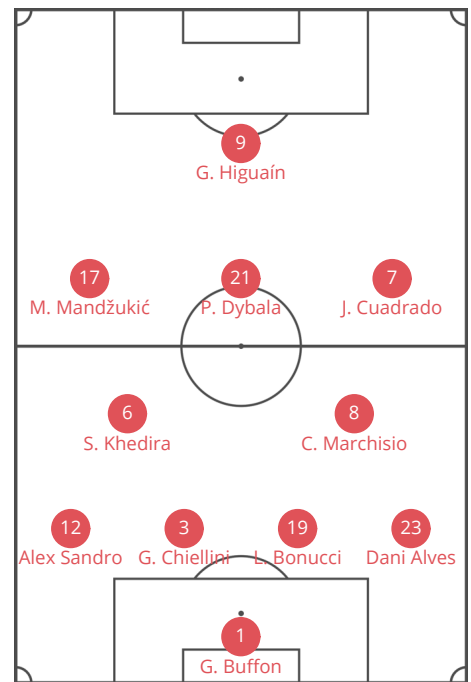 9
G. Higuaín
17
M. Mandžukić
21
P. Dybala
7
J. Cuadrado
6
S. Khedira
8
C. Marchisio
12
Alex Sandro
3
G. Chiellini
19
L. Bonucci
23
Dani Alves
1
G. Buffon